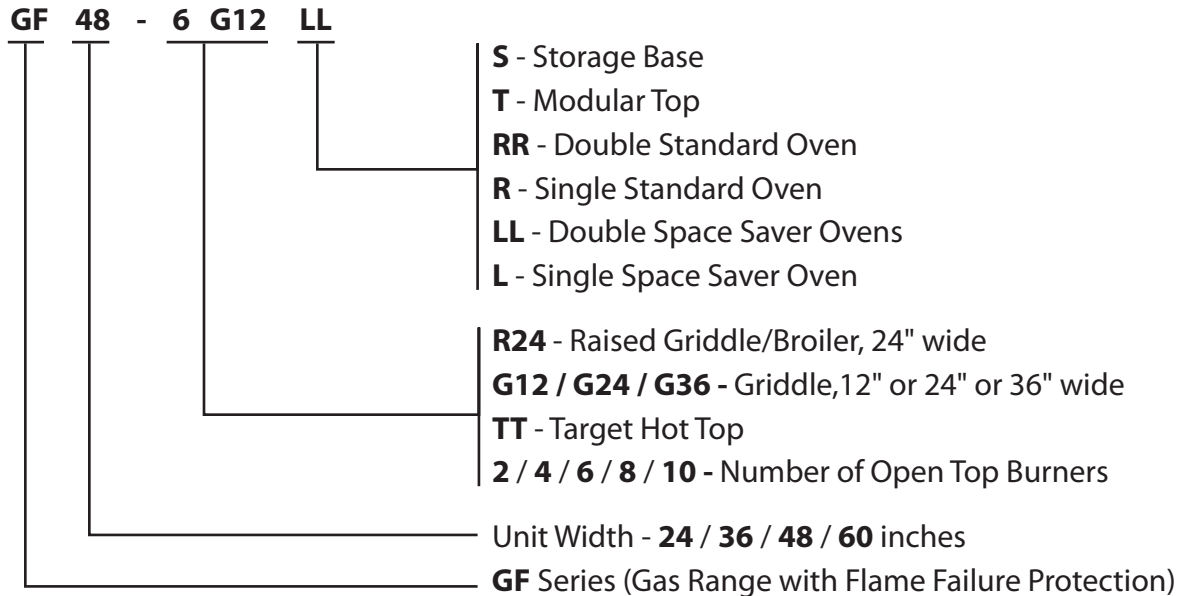 GF 48 - 6 G12 LL
S - Storage Base
T - Modular Top
RR - Double Standard Oven
R - Single Standard Oven
LL - Double Space Saver Ovens
L - Single Space Saver Oven
R24 - Raised Griddle/Broiler, 24" wide
G12 / G24 / G36 - Griddle,12" or 24" or 36" wide
TT - Target Hot Top
2 / 4 / 6 / 8 / 10 - Number of Open Top Burners
Unit Width - 24 / 36 / 48 / 60 inches
GF Series (Gas Range with Flame Failure Protection)